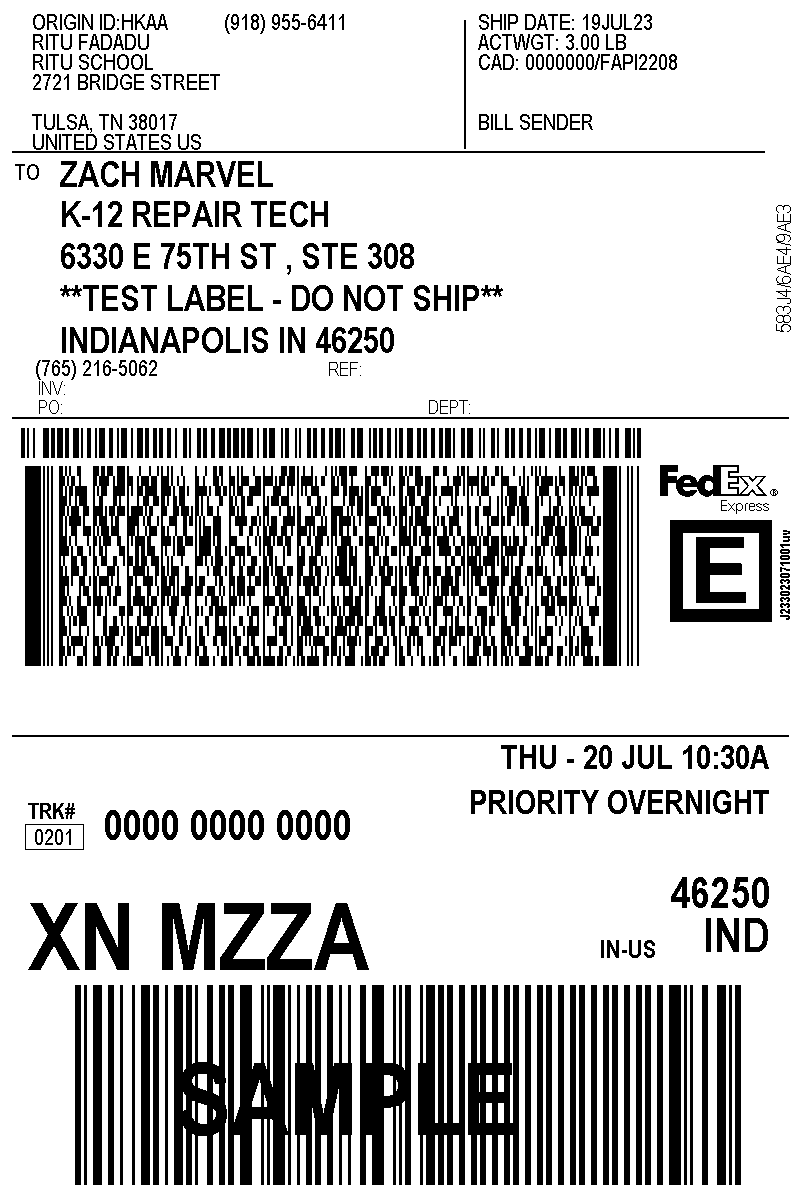 ORIGIN ID:HKAA (918) 955-6411
RITU FADADU
RITU SCHOOL
2721 BRIDGE STREET
TULSA, TN 38017
UNITED STATES US
SHIP DATE: 19JUL23
ACTWGT: 3.00 LB
CAD: 0000000/FAPI2208
BILL SENDER
TO ZACH MARVEL
K-12 REPAIR TECH
6330 E 75TH ST , STE 308
**TEST LABEL - DO NOT SHIP**
INDIANAPOLIS IN 46250
(765) 216-5062 REF:
INV:
PO: DEPT:
583J4/6AE4/9AE3
FedEx®
Express
E
J233023071001uv
THU - 20 JUL 10:30A
PRIORITY OVERNIGHT
TRK#
0201 0000 0000 0000
XN MZZA
46250
IN-US IND
SAMPLE